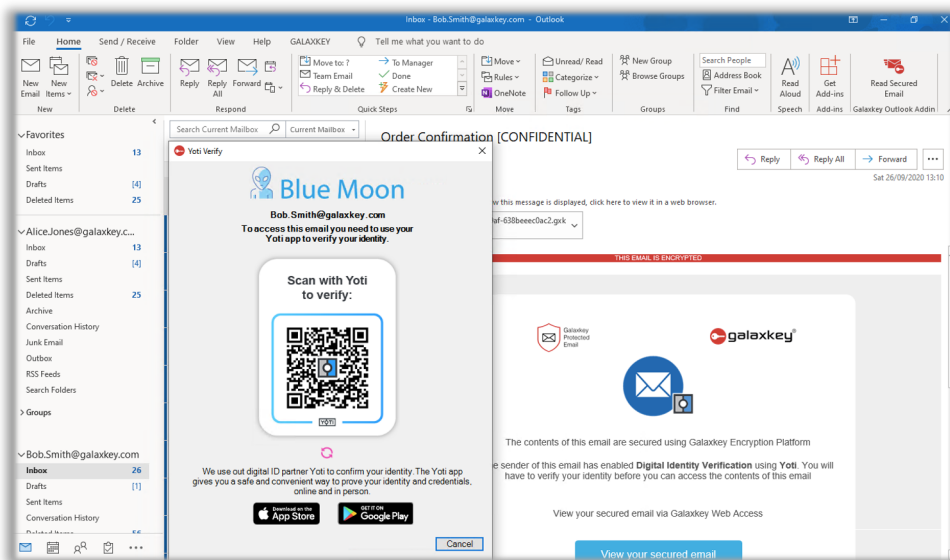 Inbox - Bob.Smith@galaxkey.com - Outlook
File Home Send / Receive Folder View Help GALAXKEY Tell me what you want to do
New Email
New Items
Delete
Archive
Reply
Reply All
Forward
Move to: ?
Team Email
Reply & Delete
To Manager
Done
Create New
Move
Rules
OneNote
Unread/ Read
Categorize
Follow Up
New Group
Browse Groups
Search People
Address Book
Filter Email
Read Aloud
Get Add-ins
Read Secured Email
New Delete Respond Quick Steps Move Tags Groups Find Speech Add-ins Galaxkey Outlook Addin
Favorites
Inbox 13
Sent Items
Drafts [4]
Deleted Items 25
AliceJones@galaxkey.c...
Inbox 13
Drafts [4]
Sent Items
Deleted Items 25
Archive
Conversation History
Junk Email
Outbox
RSS Feeds
Search Folders
Groups
Bob.Smith@galaxkey.com
Inbox 26
Drafts [1]
Sent Items
Conversation History
Search Current Mailbox Current Mailbox
Yoti Verify
Blue Moon
Bob.Smith@galaxkey.com
To access this email you need to use your
Yoti app to verify your identity.
Scan with Yoti
to verify:
YOTI
We use out digital ID partner Yoti to confirm your identity. The Yoti app
gives you a safe and convenient way to prove your identity and credentials,
online and in person.
Download on the
App Store
GET IT ON
Google Play
Cancel
Order Confirmation [CONFIDENTIAL]
Reply Reply All Forward
Sat 26/09/2020 13:10
this message is displayed, click here to view it in a web browser.
-638beeec0ac2.gxk
THIS EMAIL IS ENCRYPTED
Galaxkey
Protected
Email
galaxkey
The contents of this email are secured using Galaxkey Encryption Platform
sender of this email has enabled Digital Identity Verification using Yoti. You will
have to verify your identity before you can access the contents of this email
View your secured email via Galaxkey Web Access
View your secured email